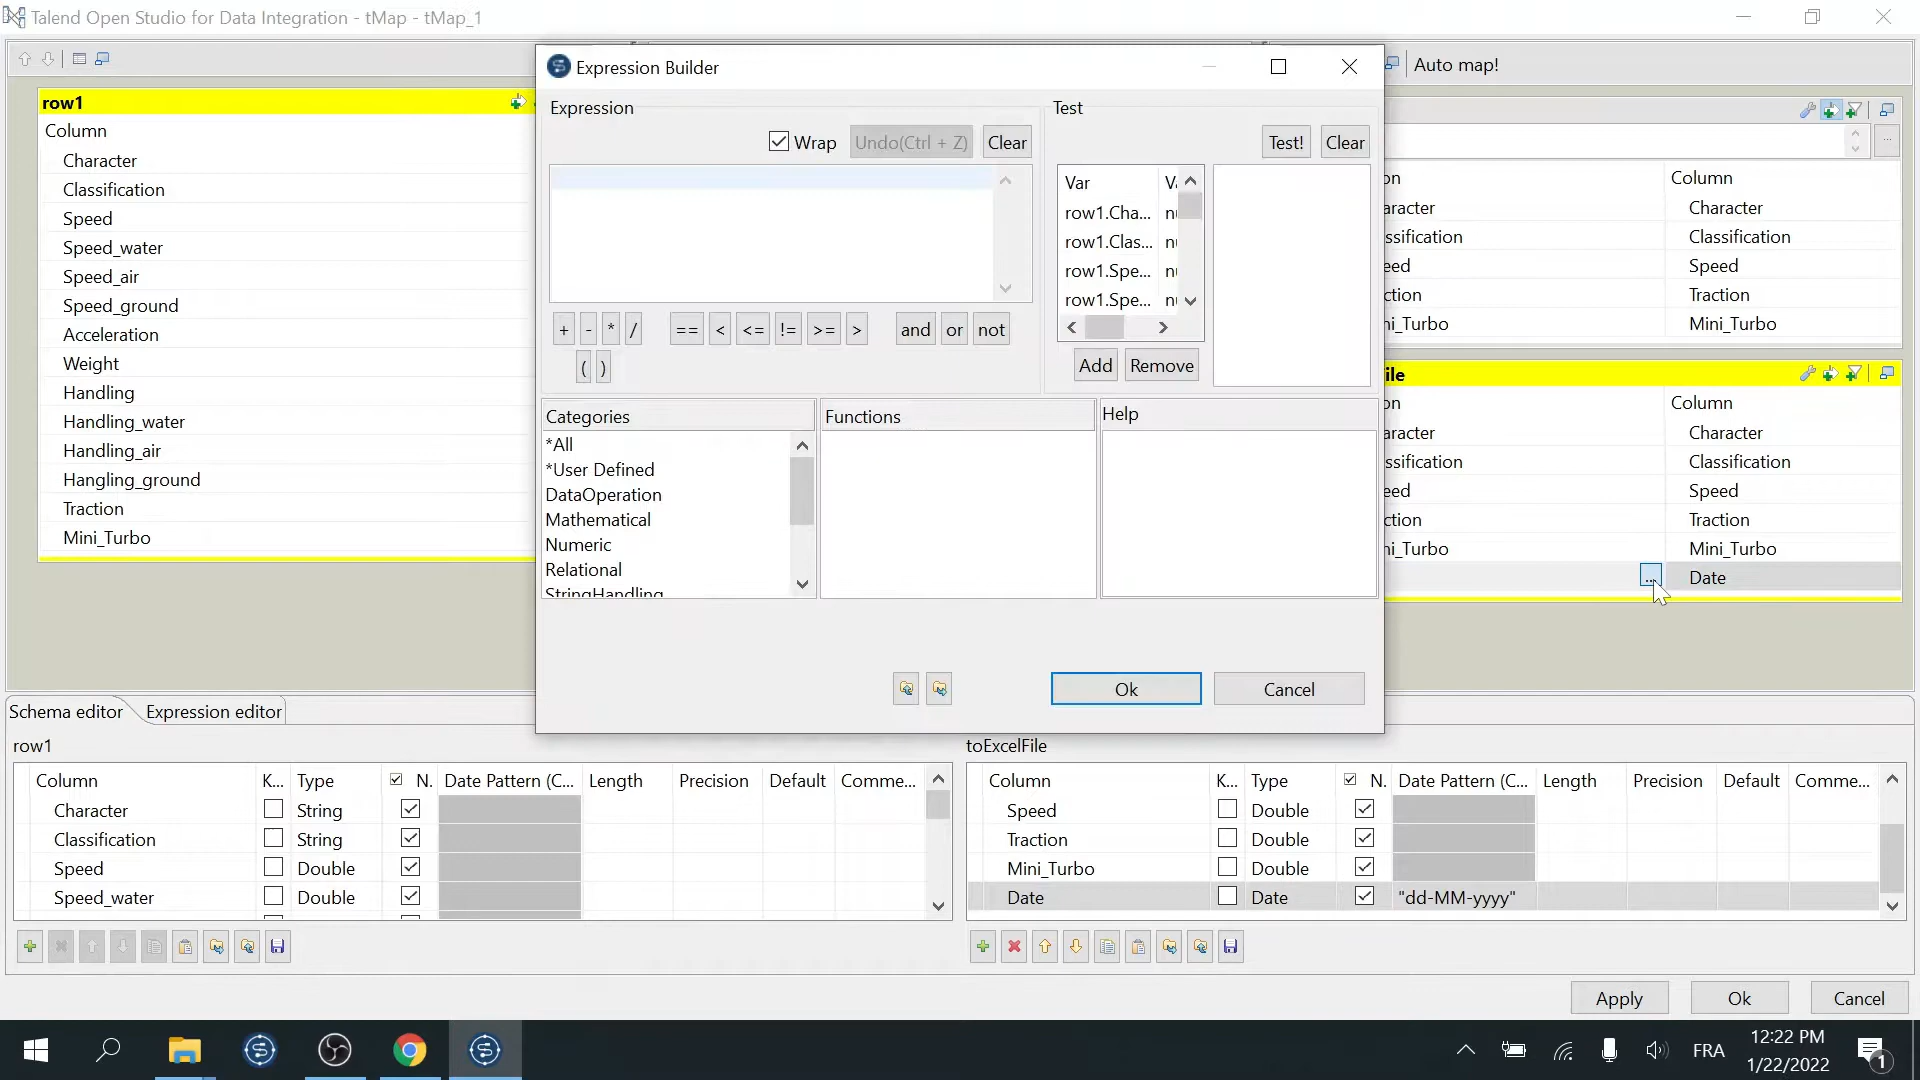 Talend Open Studio for Data Integration - tMap - tMap_1
Auto map!
row1
Column
Character
Classification
Speed
Speed_water
Speed_air
Speed_ground
Acceleration
Weight
Handling
Handling_water
Handling_air
Hangling_ground
Traction
Mini_Turbo
Expression Builder
Expression
Wrap
Undo(Ctrl + Z)
Clear
+ - * / == < <= != >= > and or not
( )
Test
Test!
Clear
Var
row1.Cha...
row1.Clas...
row1.Spe...
row1.Spe...
Add
Remove
Categories
*All
*User Defined
DataOperation
Mathematical
Numeric
Relational
StringHandling
Functions
Help
Ok
Cancel
Column
Character
Classification
Speed
Traction
Mini_Turbo
Column
Character
Classification
Speed
Traction
Mini_Turbo
... Date
Schema editor
Expression editor
row1
Column K... Type N. Date Pattern (C... Length Precision Default Comme...
Character String
Classification String
Speed Double
Speed_water Double
toExcelFile
Column K... Type N. Date Pattern (C... Length Precision Default Comme...
Speed Double
Traction Double
Mini_Turbo Double
Date Date "dd-MM-yyyy"
Apply
Ok
Cancel
FRA
12:22 PM
1/22/2022
1